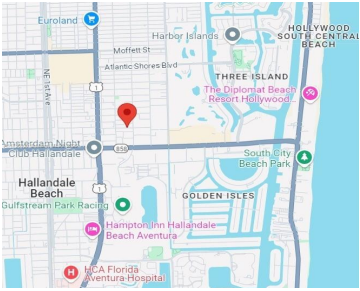 Euroland
Harbor Islands
HOLLYWOOD
SOUTH CENTRAL
BEACH
Moffett St
Atlantic Shores Blvd
NE 1st Ave
1
THREE ISLAND
The Diplomat Beach
Resort Hollywood...
Amsterdam Night
Club Hallandale
858
South City
Beach Park
Hallandale
Beach
1
Gulfstream Park Racing
GOLDEN ISLES
Hampton Inn Hallandale
Beach Aventura
H
HCA Florida
Aventura Hospital